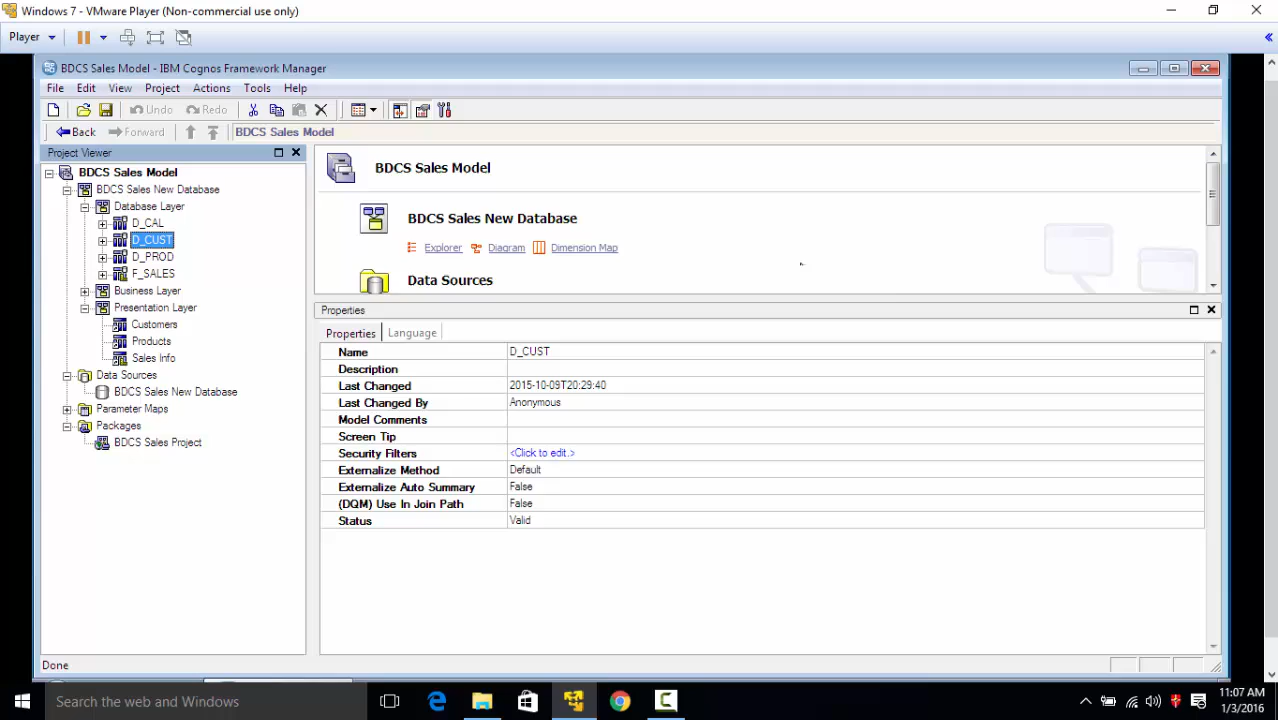 Windows 7 - VMware Player (Non-commercial use only)
Player
BDCS Sales Model - IBM Cognos Framework Manager
File Edit View Project Actions Tools Help
Undo Redo
Back Forward BDCS Sales Model
Project Viewer
BDCS Sales Model
BDCS Sales New Database
Database Layer
D_CAL
D_CUST
D_PROD
F_SALES
Business Layer
Presentation Layer
Customers
Products
Sales Info
Data Sources
BDCS Sales New Database
Parameter Maps
Packages
BDCS Sales Project
BDCS Sales Model
BDCS Sales New Database
Explorer Diagram Dimension Map
Data Sources
Properties
Properties Language
Name D_CUST
Description
Last Changed 2015-10-09T20:29:40
Last Changed By Anonymous
Model Comments
Screen Tip
Security Filters <Click to edit.>
Externalize Method Default
Externalize Auto Summary False
(DQM) Use In Join Path False
Status Valid
Done
Search the web and Windows
11:07 AM
1/3/2016